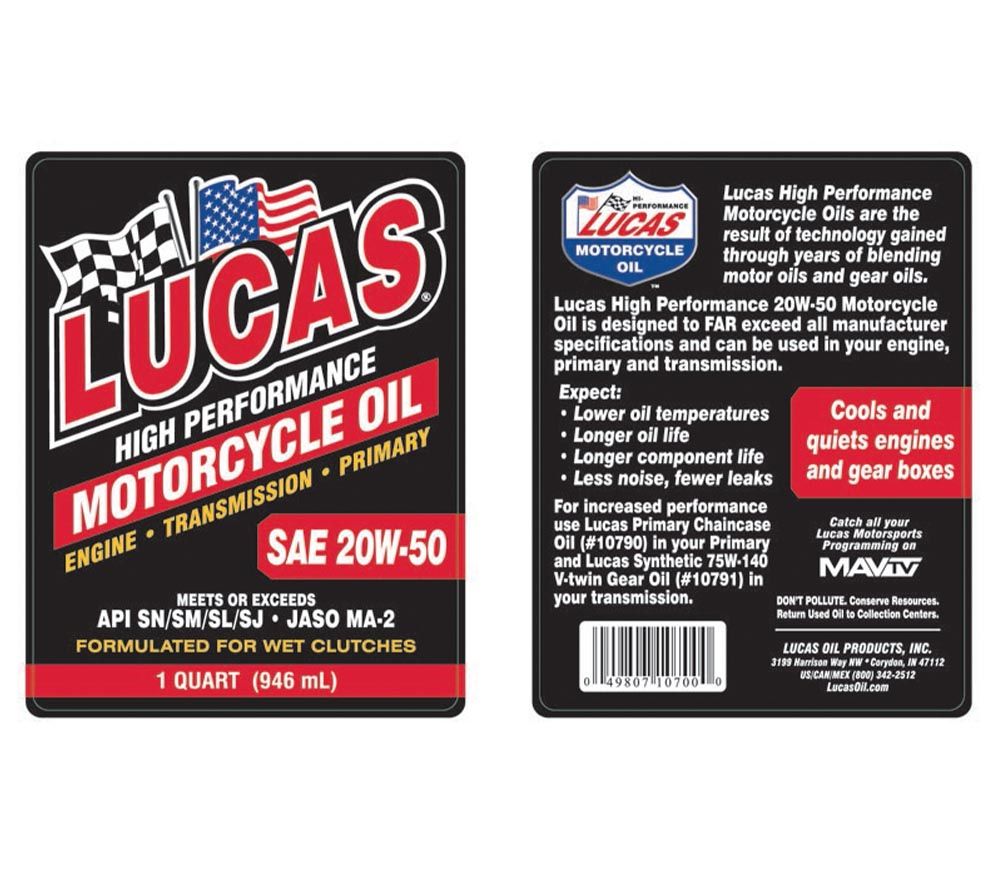 LUCAS®
HIGH PERFORMANCE
MOTORCYCLE OIL
ENGINE • TRANSMISSION • PRIMARY
SAE 20W-50
MEETS OR EXCEEDS
API SN/SM/SL/SJ • JASO MA-2
FORMULATED FOR WET CLUTCHES
1 QUART (946 mL)
HI-
PERFORMANCE
LUCAS
MOTORCYCLE
OIL
™
Lucas High Performance
Motorcycle Oils are the
result of technology gained
through years of blending
motor oils and gear oils.
Lucas High Performance 20W-50 Motorcycle
Oil is designed to FAR exceed all manufacturer
specifications and can be used in your engine,
primary and transmission.
Expect:
• Lower oil temperatures
• Longer oil life
• Longer component life
• Less noise, fewer leaks
Cools and
quiets engines
and gear boxes
For increased performance
use Lucas Primary Chaincase
Oil (#10790) in your Primary
and Lucas Synthetic 75W-140
V-twin Gear Oil (#10791) in
your transmission.
Catch all your
Lucas Motorsports
Programming on
MAVTV
DON'T POLLUTE. Conserve Resources.
Return Used Oil to Collection Centers.
LUCAS OIL PRODUCTS, INC.
3199 Harrison Way NW * Corydon, IN 47112
US/CAN/MEX (800) 342-2512
LucasOil.com
0 49807 10700 0